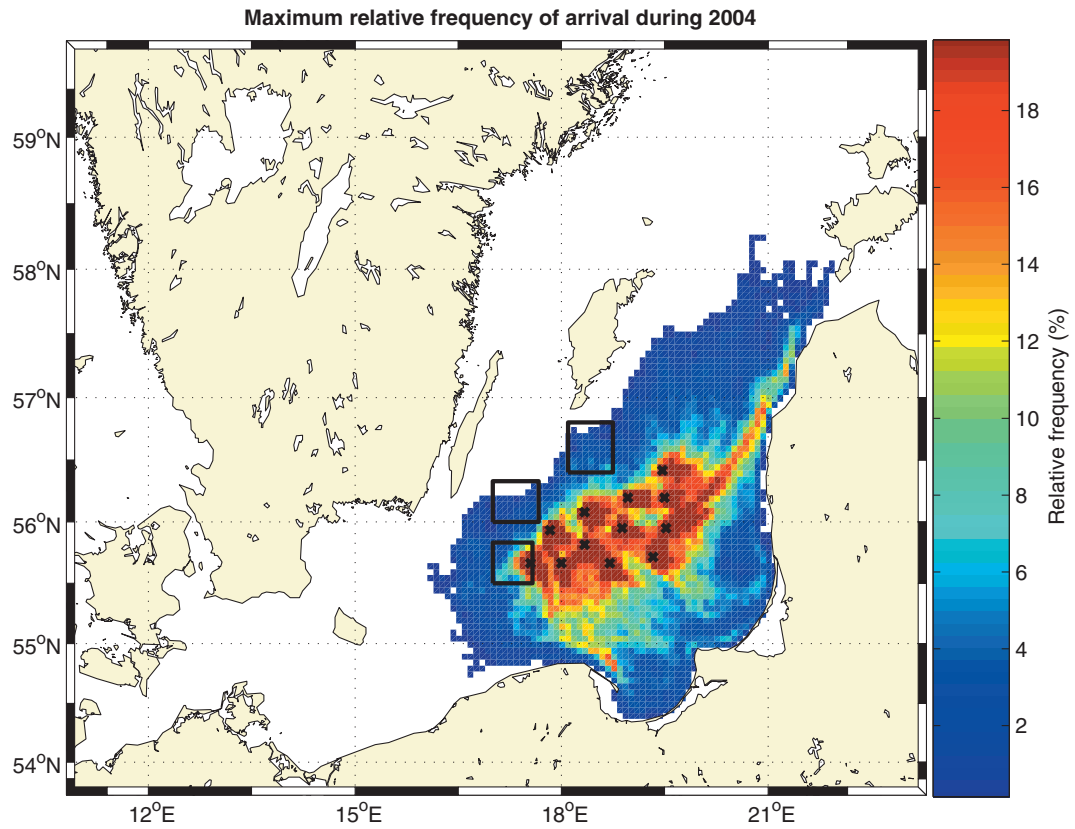 Maximum relative frequency of arrival during 2004
59°N
58°N
57°N
56°N
55°N
54°N
12°E
15°E
18°E
21°E
18
16
14
12
10
8
6
4
2
Relative frequency (%)